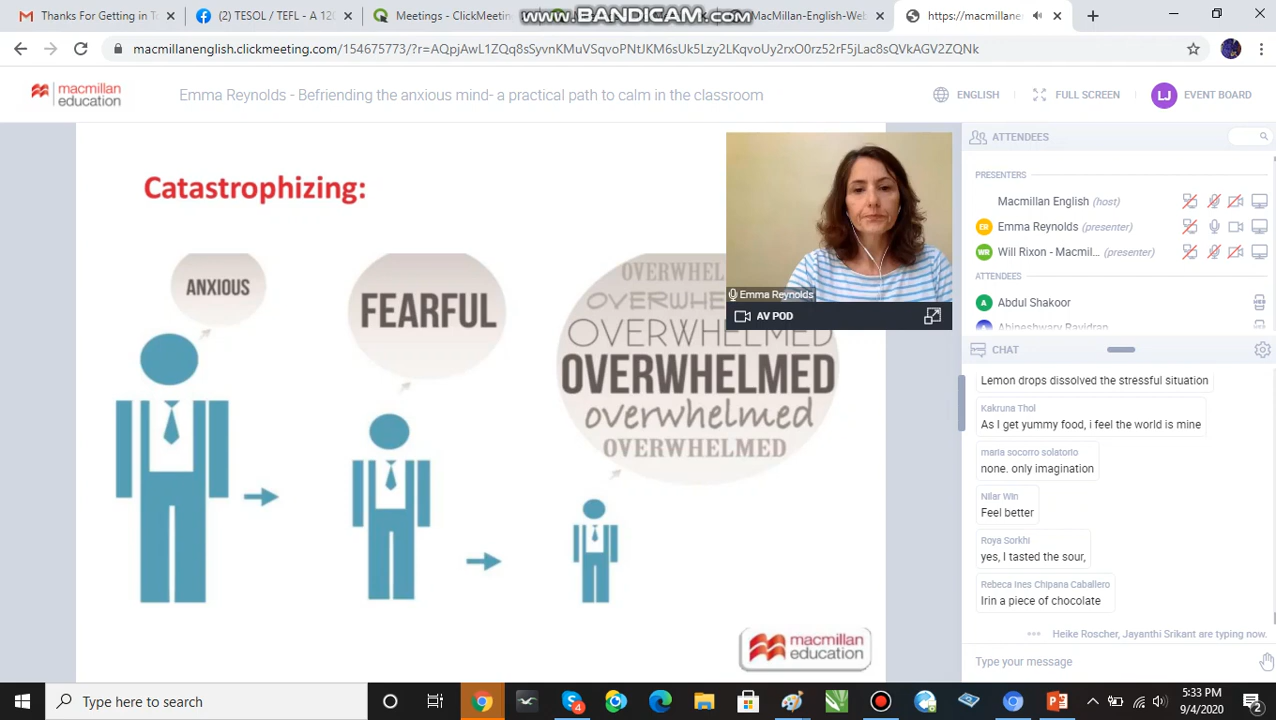 Thanks For Getting in T
(2) TESOL / TEFL - A 120
Meetings - ClickMeeting
www.BANDICAM.com
MacMillan-English-Web
https://macmillane
macmillanenglish.clickmeeting.com/154675773/?r=AQpjAwL1ZQq8sSyvnKMuVSqvoPNtJKM6sUk5Lzy2LKqvoUy2rxO0rz52rF5jLac8sQVkAGV2ZQNk
macmillan
education
Emma Reynolds - Befriending the anxious mind- a practical path to calm in the classroom
ENGLISH
FULL SCREEN
LJ
EVENT BOARD
Catastrophizing:
ANXIOUS
FEARFUL
OVERWHEL
OVERWHE
OVERWHELMED
OVERWHELMED
overwhelmed
OVERWHELMED
Emma Reynolds
AV POD
macmillan
education
ATTENDEES
PRESENTERS
Macmillan English (host)
ER
Emma Reynolds (presenter)
WR
Will Rixon - Macmil... (presenter)
ATTENDEES
A
Abdul Shakoor
CHAT
Lemon drops dissolved the stressful situation
Kakruna Thol
As I get yummy food, i feel the world is mine
maria socorro solatorio
none. only imagination
Nilar Win
Feel better
Roya Sorkhi
yes, I tasted the sour,
Rebeca Ines Chipana Caballero
Irin a piece of chocolate
Heike Roscher, Jayanthi Srikant are typing now.
Type your message
Type here to search
4
5:33 PM
9/4/2020
2